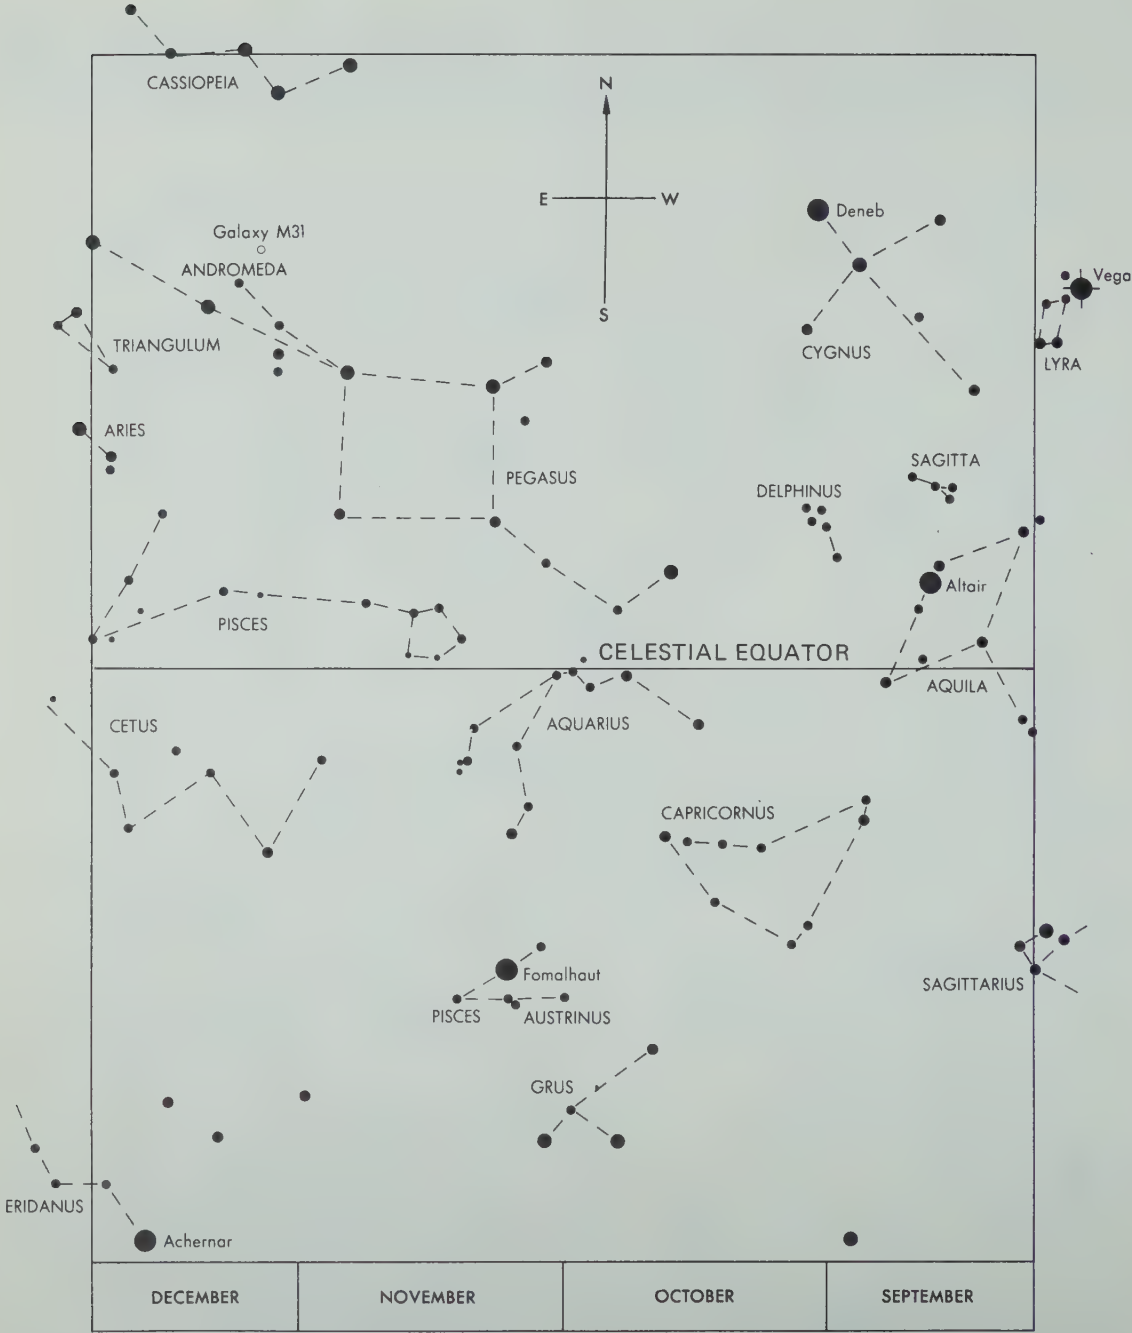 CASSIOPEIA
N
E W
S
Deneb
Galaxy M31
ANDROMEDA
Vega
TRIANGULUM
CYGNUS
LYRA
ARIES
SAGITTA
PEGASUS
DELPHINUS
Altair
PISCES
CELESTIAL EQUATOR
AQUILA
CETUS
AQUARIUS
CAPRICORNUS
Fomalhaut
SAGITTARIUS
PISCES AUSTRINUS
GRUS
ERIDANUS
Achernar
DECEMBER NOVEMBER OCTOBER SEPTEMBER